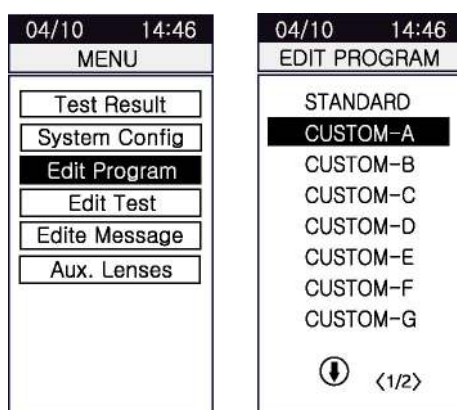 04/10 14:46
MENU
Test Result
System Config
Edit Program
Edit Test
Edite Message
Aux. Lenses
04/10 14:46
EDIT PROGRAM
STANDARD
CUSTOM-A
CUSTOM-B
CUSTOM-C
CUSTOM-D
CUSTOM-E
CUSTOM-F
CUSTOM-G
〈1/2〉